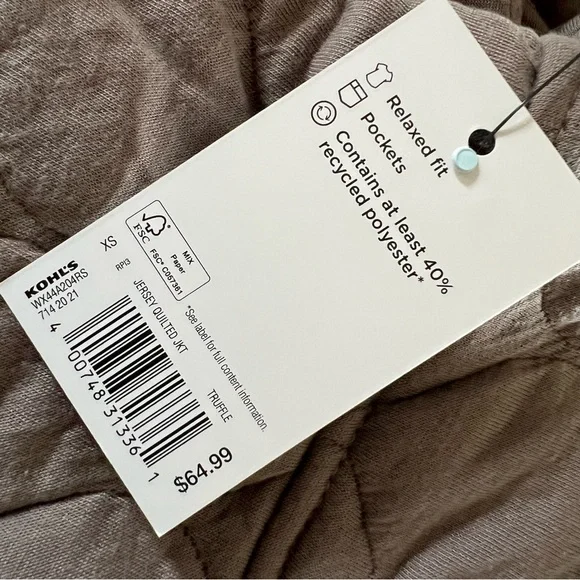 Relaxed fit
Pockets
Contains at least 40%
recycled polyester*
FSC
MIX
Paper
FSC® C057361
*See label for full content information.
KOHL'S
WX44A204RS
714 20 21
XS
RP13
JERSEY QUILTED JKT
TRUFFLE
4 00748 31336 1
$64.99